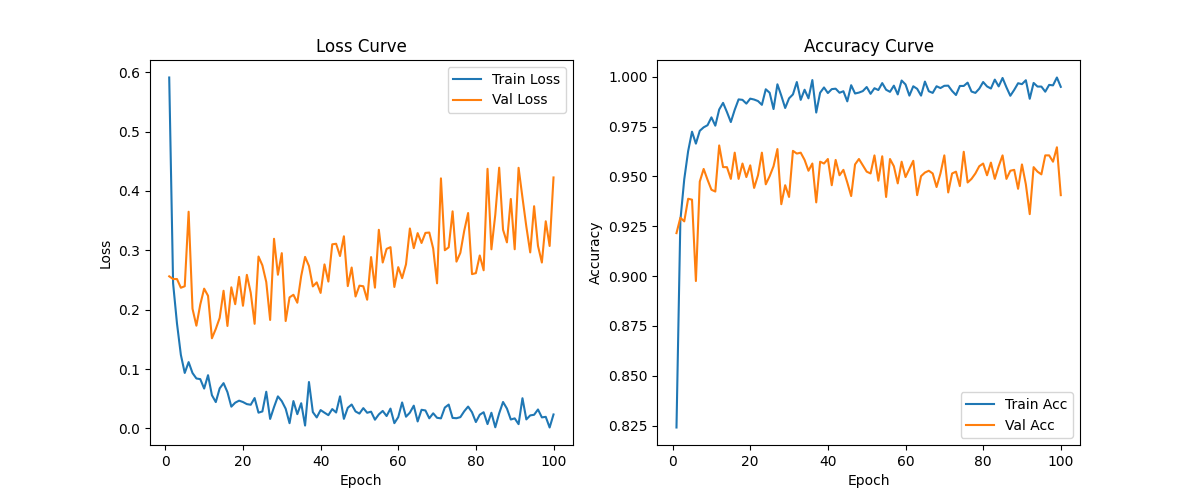 Loss Curve
0.6
0.5
0.4
0.3
0.2
0.1
0.0
Loss
0 20 40 60 80 100
Epoch
Train Loss
Val Loss
Accuracy Curve
1.000
0.975
0.950
0.925
0.900
0.875
0.850
0.825
Accuracy
0 20 40 60 80 100
Epoch
Train Acc
Val Acc